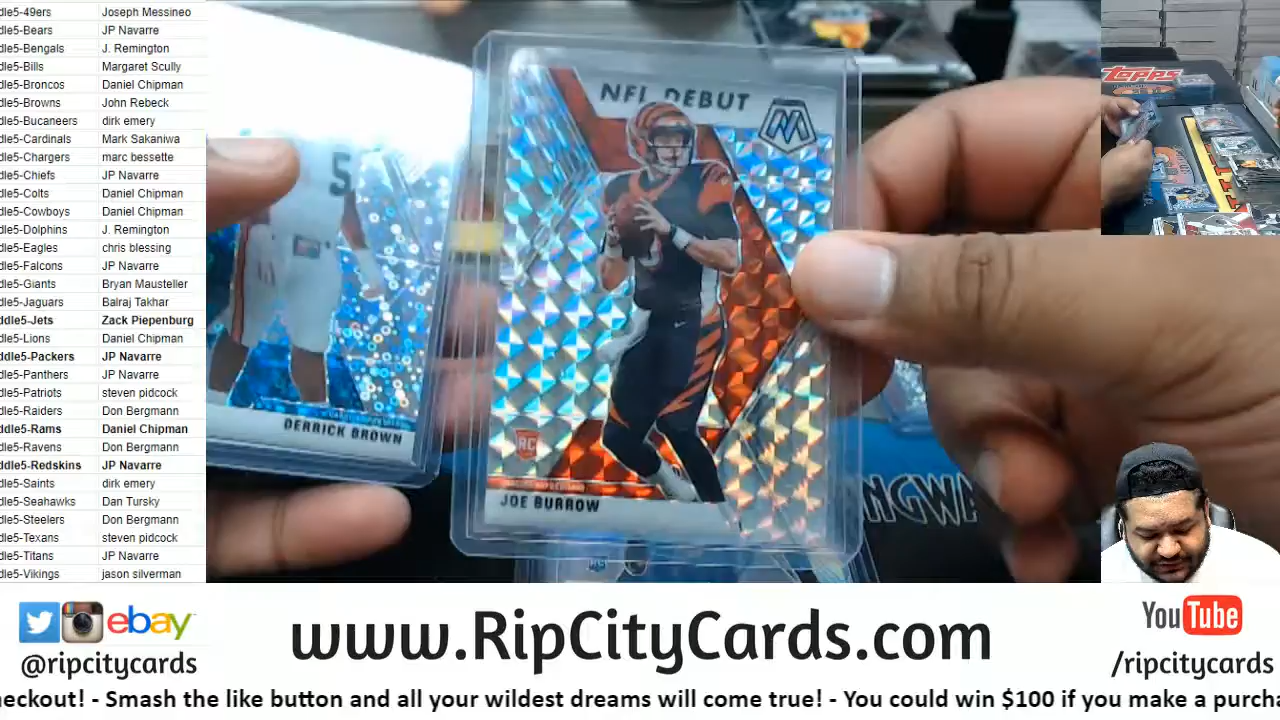 dle5-49ers Joseph Messineo
dle5-Bears JP Navarre
dle5-Bengals J. Remington
dle5-Bills Margaret Scully
dle5-Broncos Daniel Chipman
dle5-Browns John Rebeck
dle5-Bucaneers dirk emery
dle5-Cardinals Mark Sakaniwa
dle5-Chargers marc bessette
dle5-Chiefs JP Navarre
dle5-Colts Daniel Chipman
dle5-Cowboys Daniel Chipman
dle5-Dolphins J. Remington
dle5-Eagles chris blessing
dle5-Falcons JP Navarre
dle5-Giants Bryan Mausteller
dle5-Jaguars Balraj Takhar
ddle5-Jets Zack Piepenburg
dle5-Lions Daniel Chipman
ddle5-Packers JP Navarre
dle5-Panthers JP Navarre
dle5-Patriots steven pidcock
dle5-Raiders Don Bergmann
ddle5-Rams Daniel Chipman
dle5-Ravens Don Bergmann
ddle5-Redskins JP Navarre
dle5-Saints dirk emery
dle5-Seahawks Dan Tursky
dle5-Steelers Don Bergmann
dle5-Texans steven pidcock
dle5-Titans JP Navarre
dle5-Vikings jason silverman
5
DERRICK BROWN
NFL DEBUT
M
RC
JOE BURROW
NGWA
RC
Topps
ebay
@ripcitycards
www.RipCityCards.com
YouTube
/ripcitycards
heckout! - Smash the like button and all your wildest dreams will come true! - You could win $100 if you make a purcha